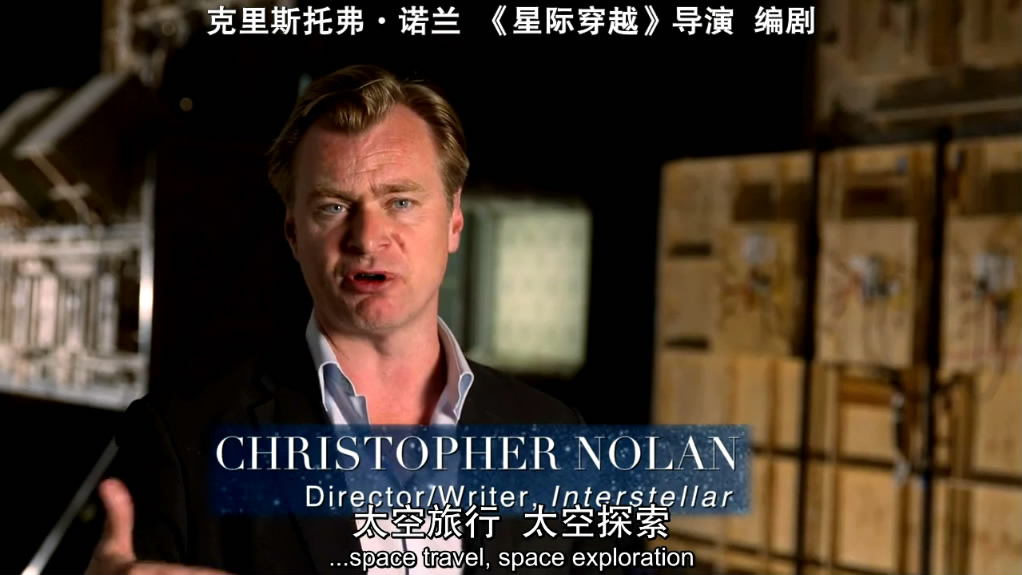 克里斯托弗·诺兰 《星际穿越》导演 编剧
CHRISTOPHER NOLAN
Director/Writer, Interstellar
太空旅行 太空探索
...space travel, space exploration